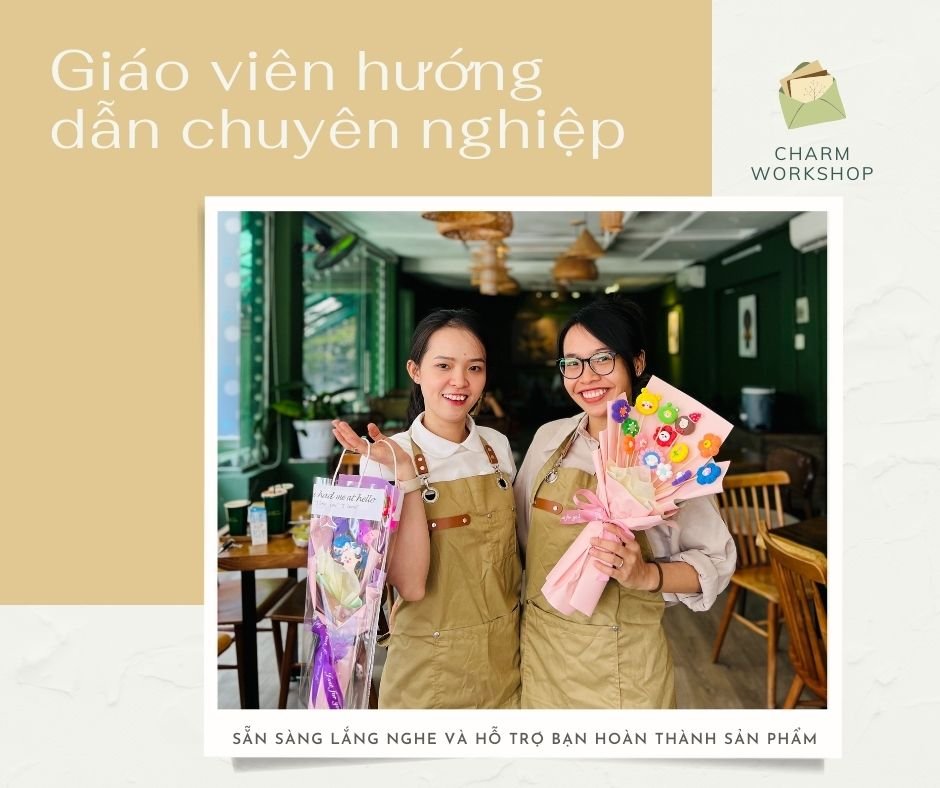 Giáo viên hướng
dẫn chuyên nghiệp
CHARM
WORKSHOP
had me at hello
SẴN SÀNG LẮNG NGHE VÀ HỖ TRỢ BẠN HOÀN THÀNH SẢN PHẨM